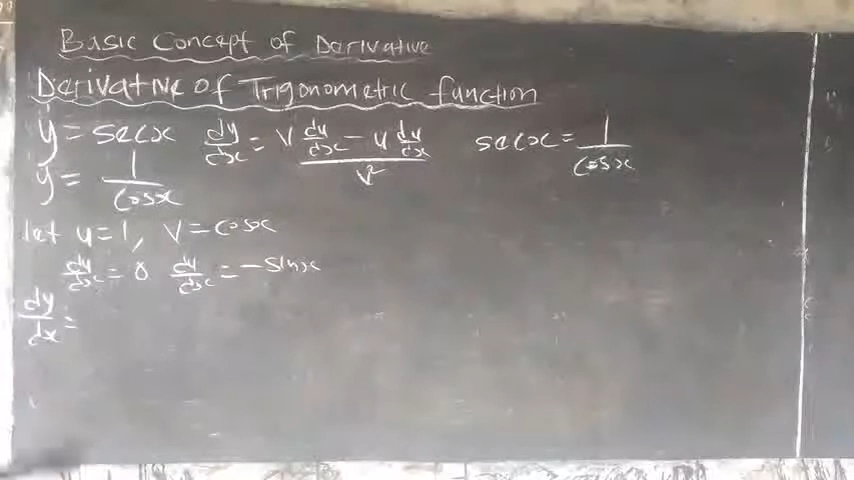 Basic Concept of Derivative
Derivative of Trigonometric function
y = secx dy/dx = V du/dx - u dv/dx / V² secx = 1/cosx
y = 1/cosx
let u=1, V=cosx
du/dx = 0 dv/dx = -sinx
dy/dx =